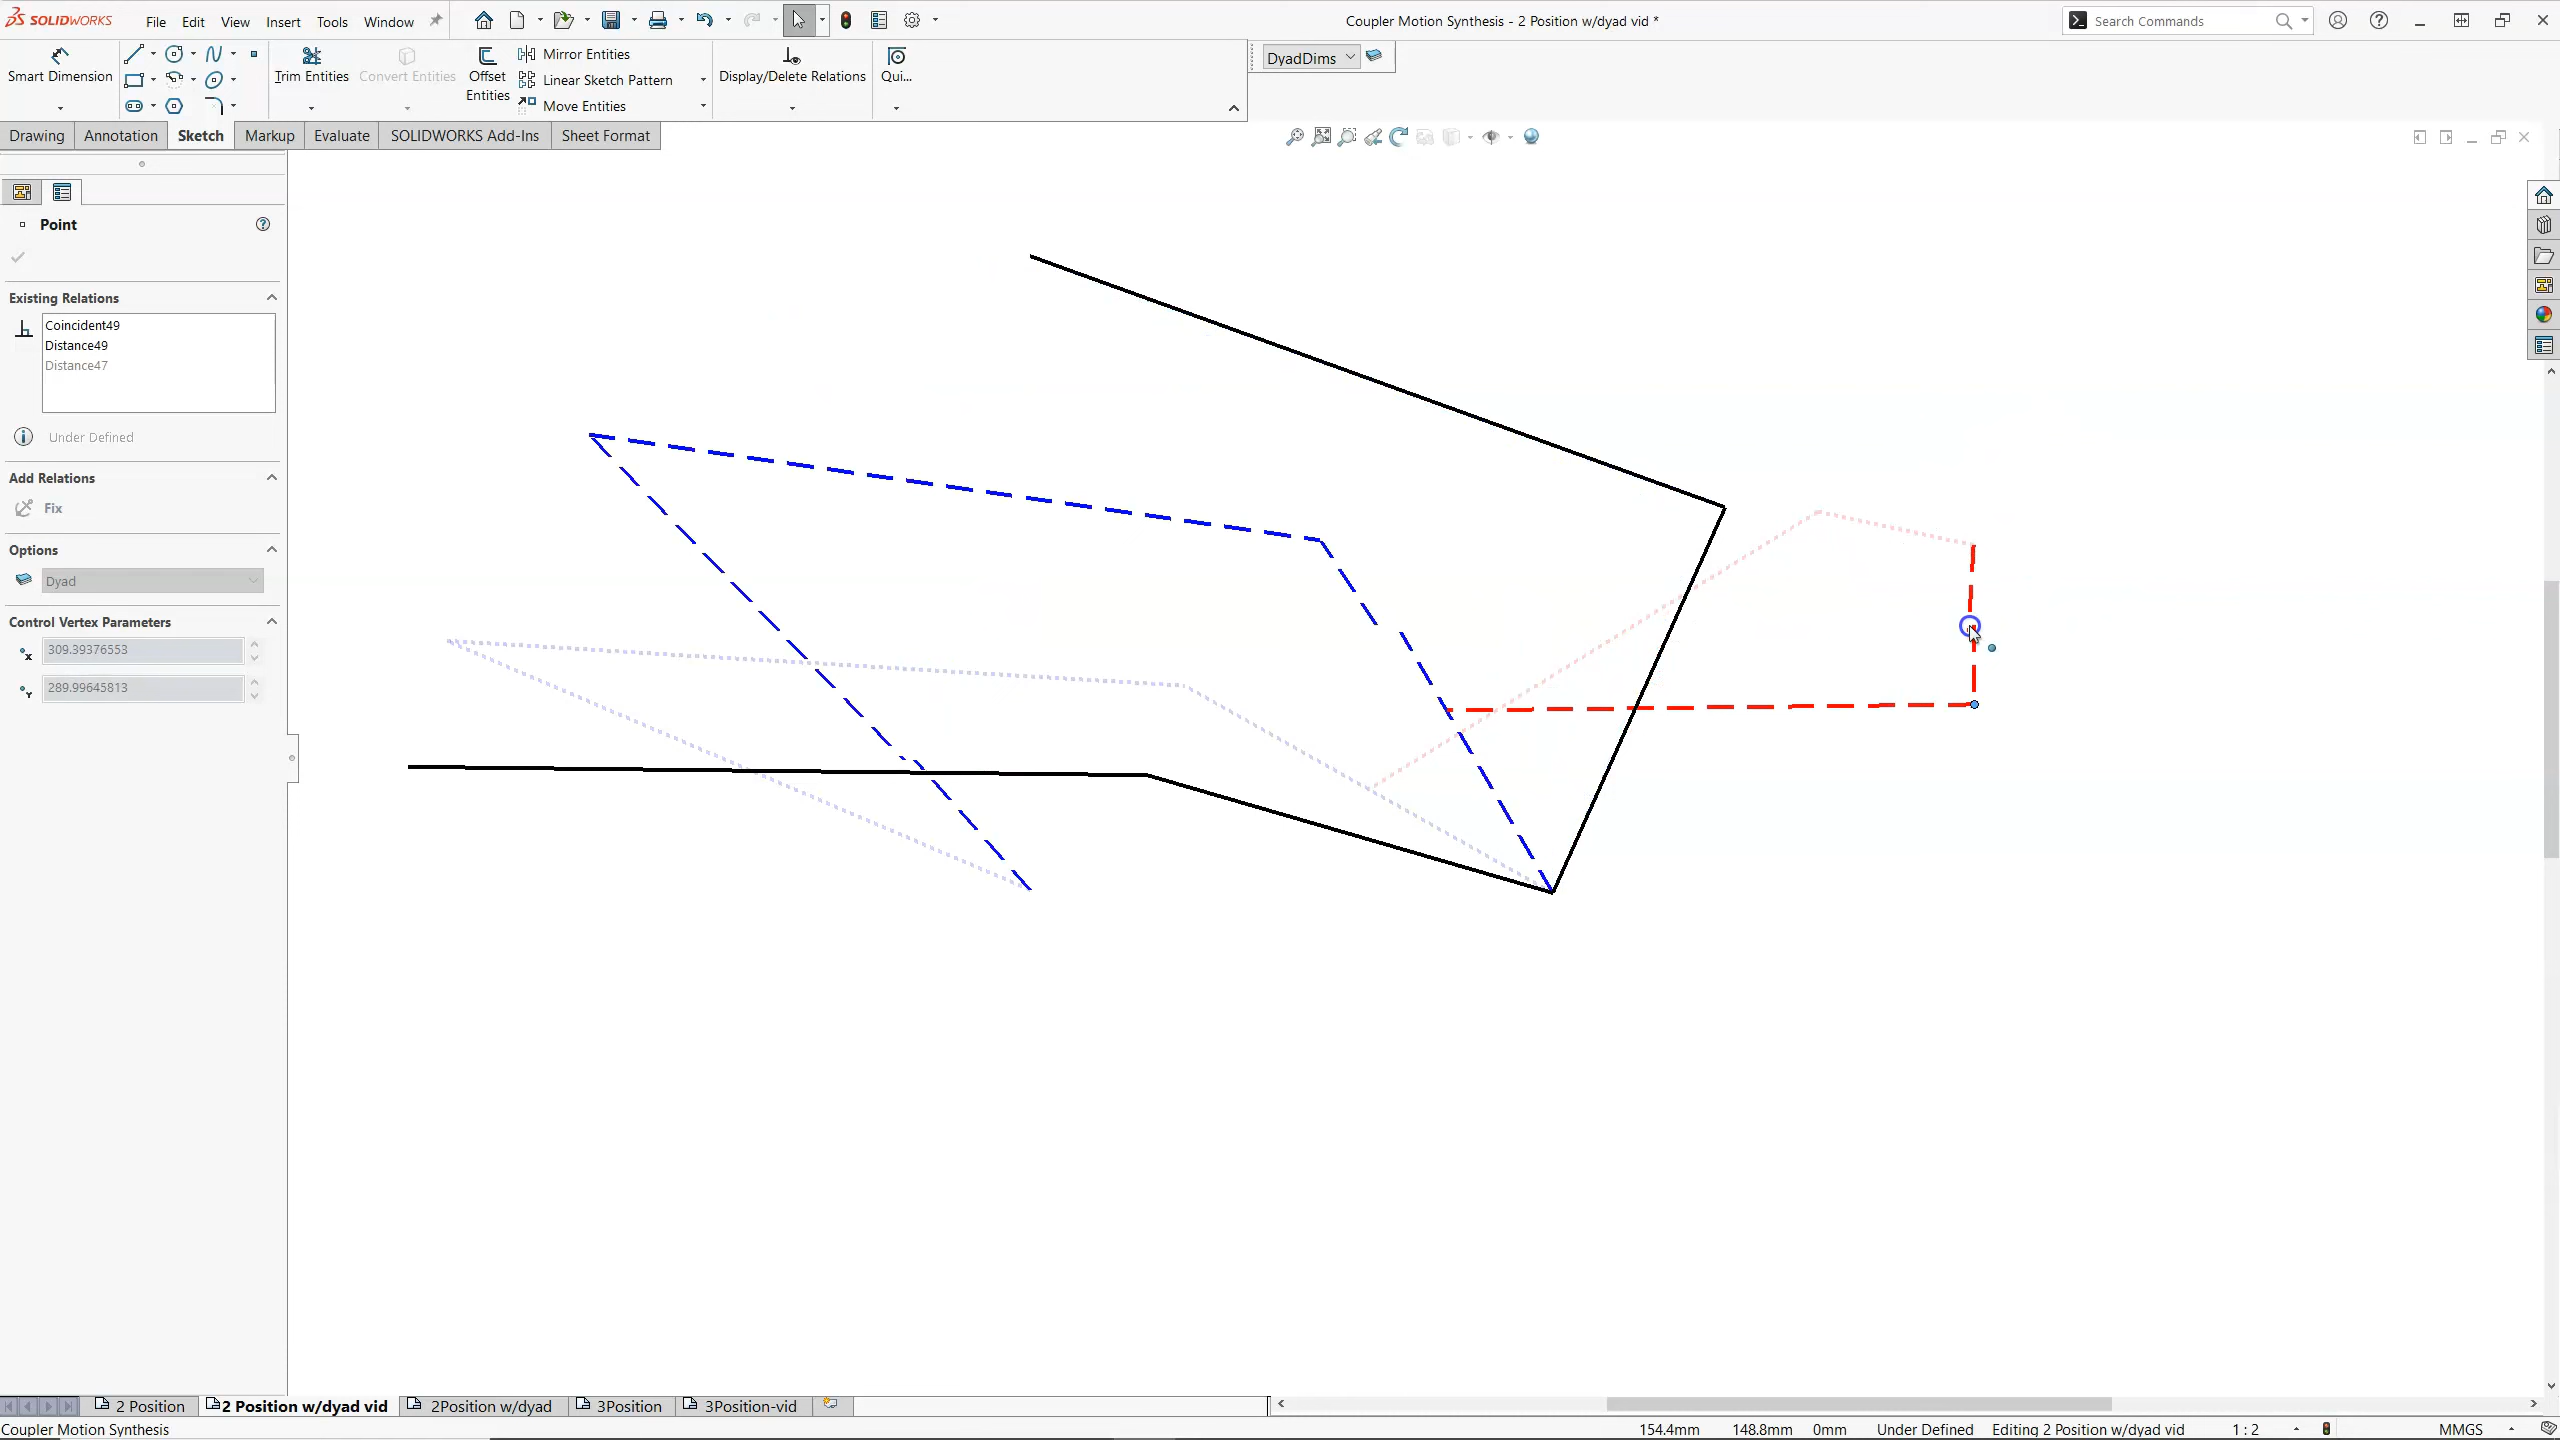 SOLIDWORKS File Edit View Insert Tools Window
Coupler Motion Synthesis - 2 Position w/dyad vid *
Search Commands
Smart Dimension
Trim Entities
Convert Entities
Offset
Entities
Mirror Entities
Linear Sketch Pattern
Move Entities
Display/Delete Relations
Qui...
DyadDims
Drawing Annotation Sketch Markup Evaluate SOLIDWORKS Add-Ins Sheet Format
Point
Existing Relations
Coincident49
Distance49
Distance47
Under Defined
Add Relations
Fix
Options
Dyad
Control Vertex Parameters
309.39376553
289.99645813
2 Position 2 Position w/dyad vid 2Position w/dyad 3Position 3Position-vid
Coupler Motion Synthesis 154.4mm 148.8mm 0mm Under Defined Editing 2 Position w/dyad vid 1 : 2 MMGS